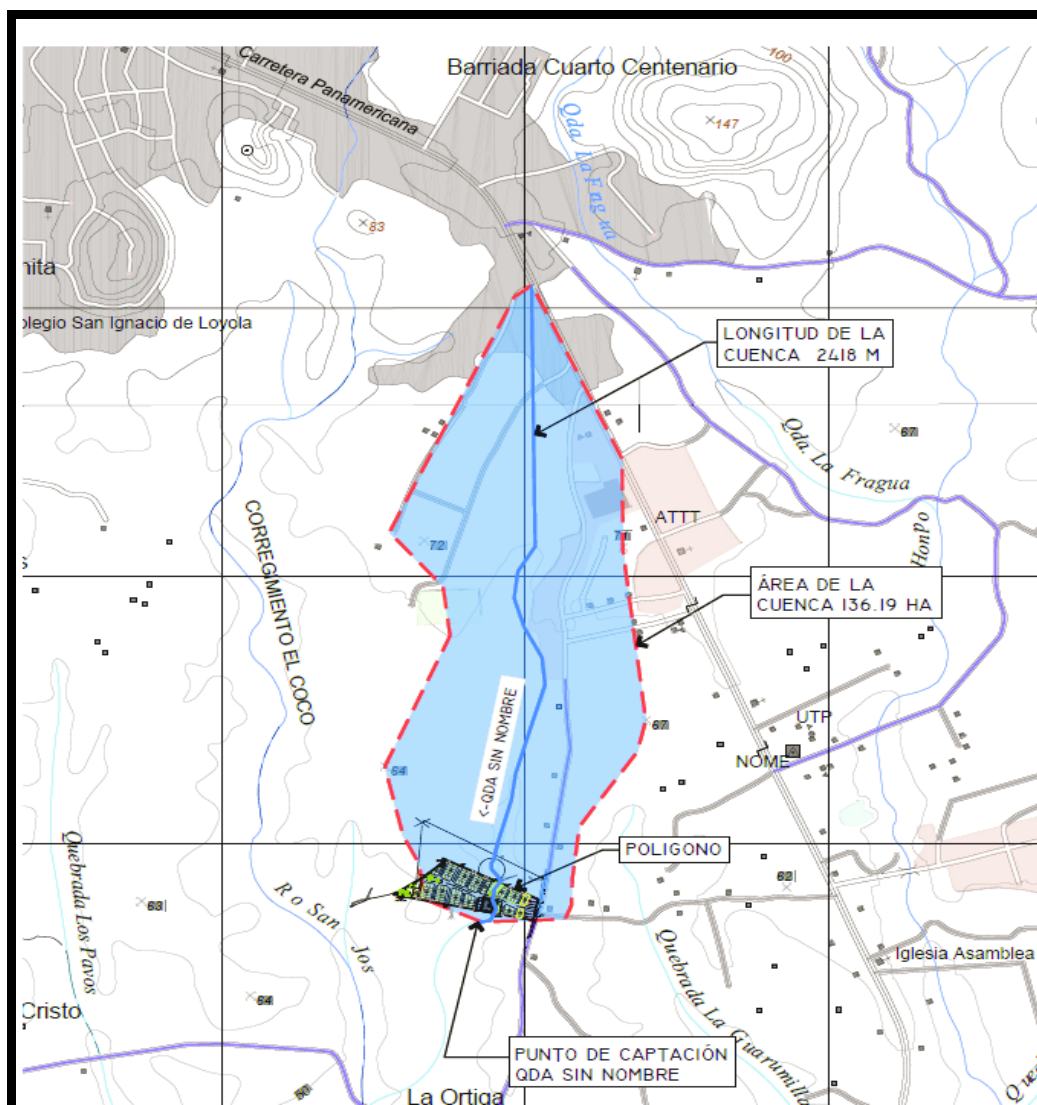 Barriada Cuarto Centenario
100
Carretera Panamericana
147
Qda. La Fragua
83
nita
olegio San Ignacio de Loyola
LONGITUD DE LA
CUENCA 2418 M
67
Qda. La Fragua
ATTT
71
72
Honpo
CORREGIMIENTO EL COCO
ÁREA DE LA
CUENCA 136.19 HA
s
<-QDA SIN NOMBRE
67
UTP
NOME
64
POLIGONO
62
Quebrada Los Pavos
63
R o San Jos
Iglesia Asamblea
64
Cristo
Quebrada La Guarumilla
PUNTO DE CAPTACIÓN
QDA SIN NOMBRE
La Ortiga